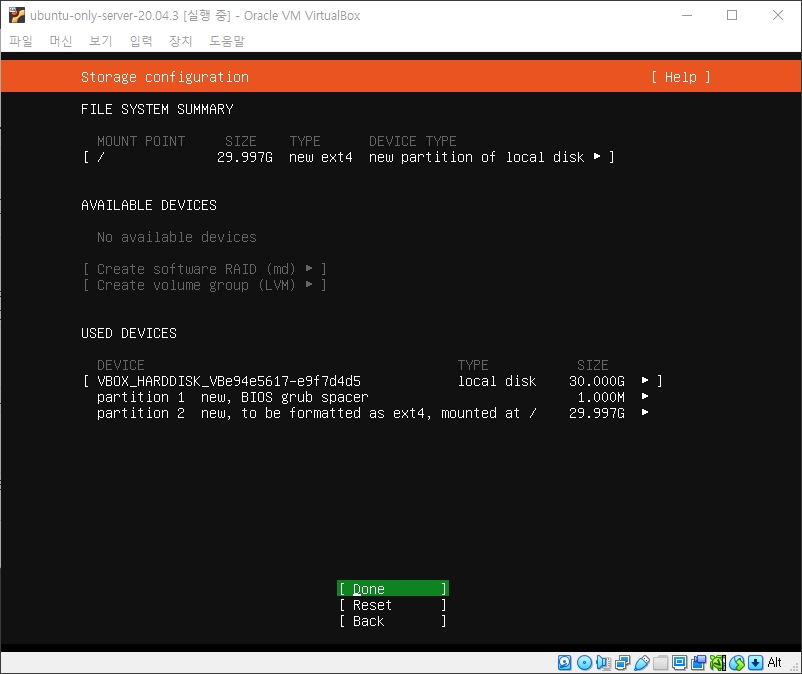 ubuntu-only-server-20.04.3 [실행 중] - Oracle VM VirtualBox
파일 머신 보기 입력 장치 도움말
Storage configuration [ Help ]
FILE SYSTEM SUMMARY
MOUNT POINT SIZE TYPE DEVICE TYPE
[ / 29.997G new ext4 new partition of local disk ▸ ]
AVAILABLE DEVICES
No available devices
[ Create software RAID (md) ▸ ]
[ Create volume group (LVM) ▸ ]
USED DEVICES
DEVICE TYPE SIZE
[ VBOX_HARDDISK_VBe94e5617-e9f7d4d5 local disk 30.000G ▸ ]
partition 1 new, BIOS grub spacer 1.000M ▸
partition 2 new, to be formatted as ext4, mounted at / 29.997G ▸
[ Done ]
[ Reset ]
[ Back ]
Alt